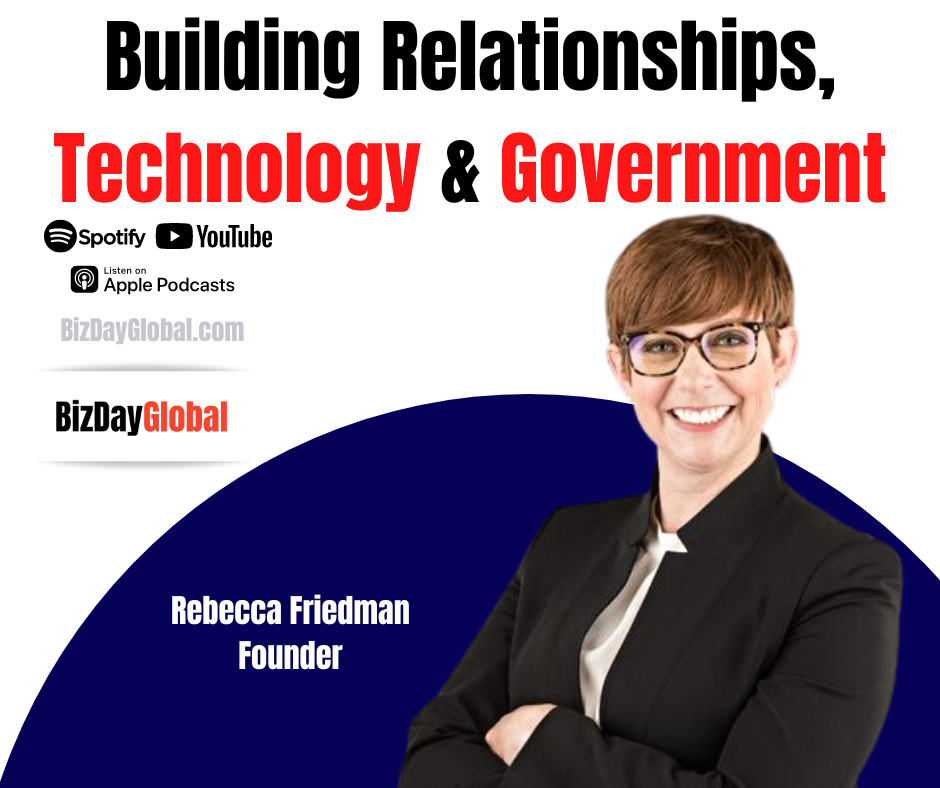 Building Relationships,
Technology & Government
Spotify YouTube
Listen on
Apple Podcasts
BizDayGlobal.com
BizDayGlobal
Rebecca Friedman
Founder